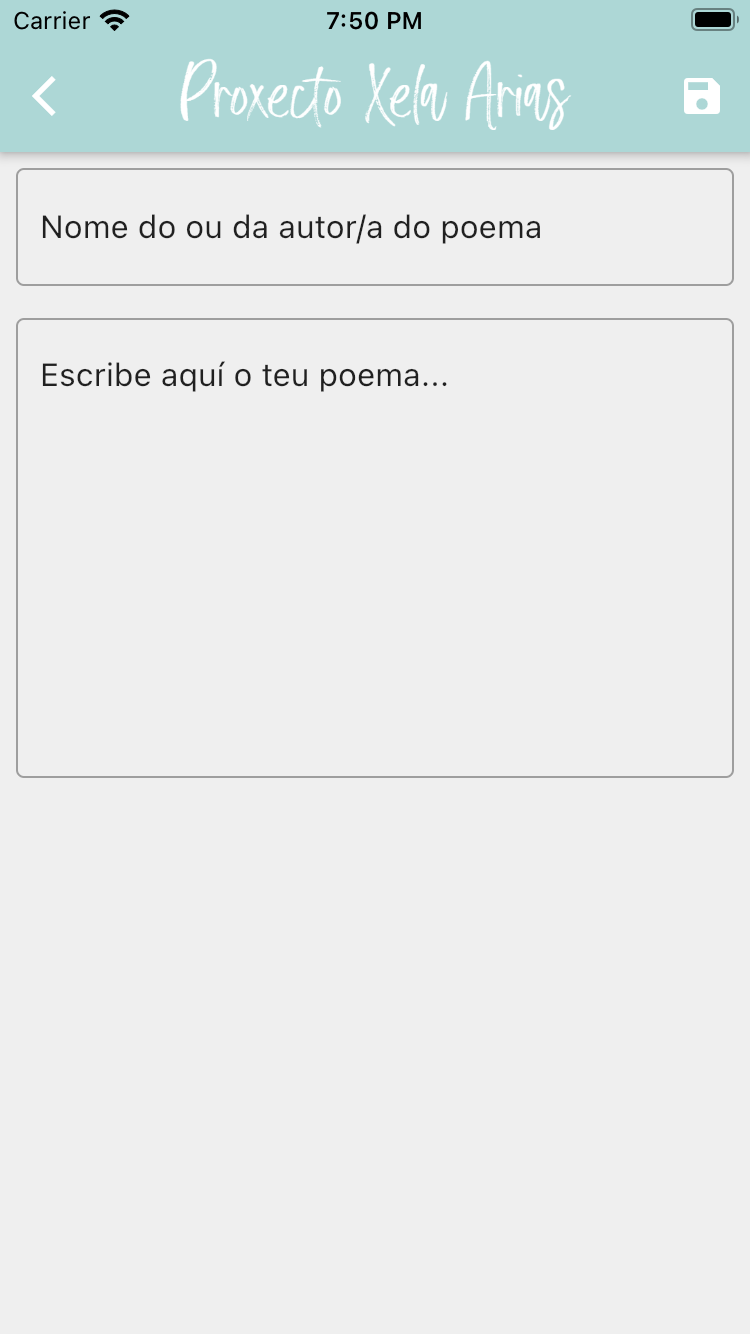 Carrier
7:50 PM
Proxecto Xela Arias
Nome do ou da autor/a do poema
Escribe aquí o teu poema...